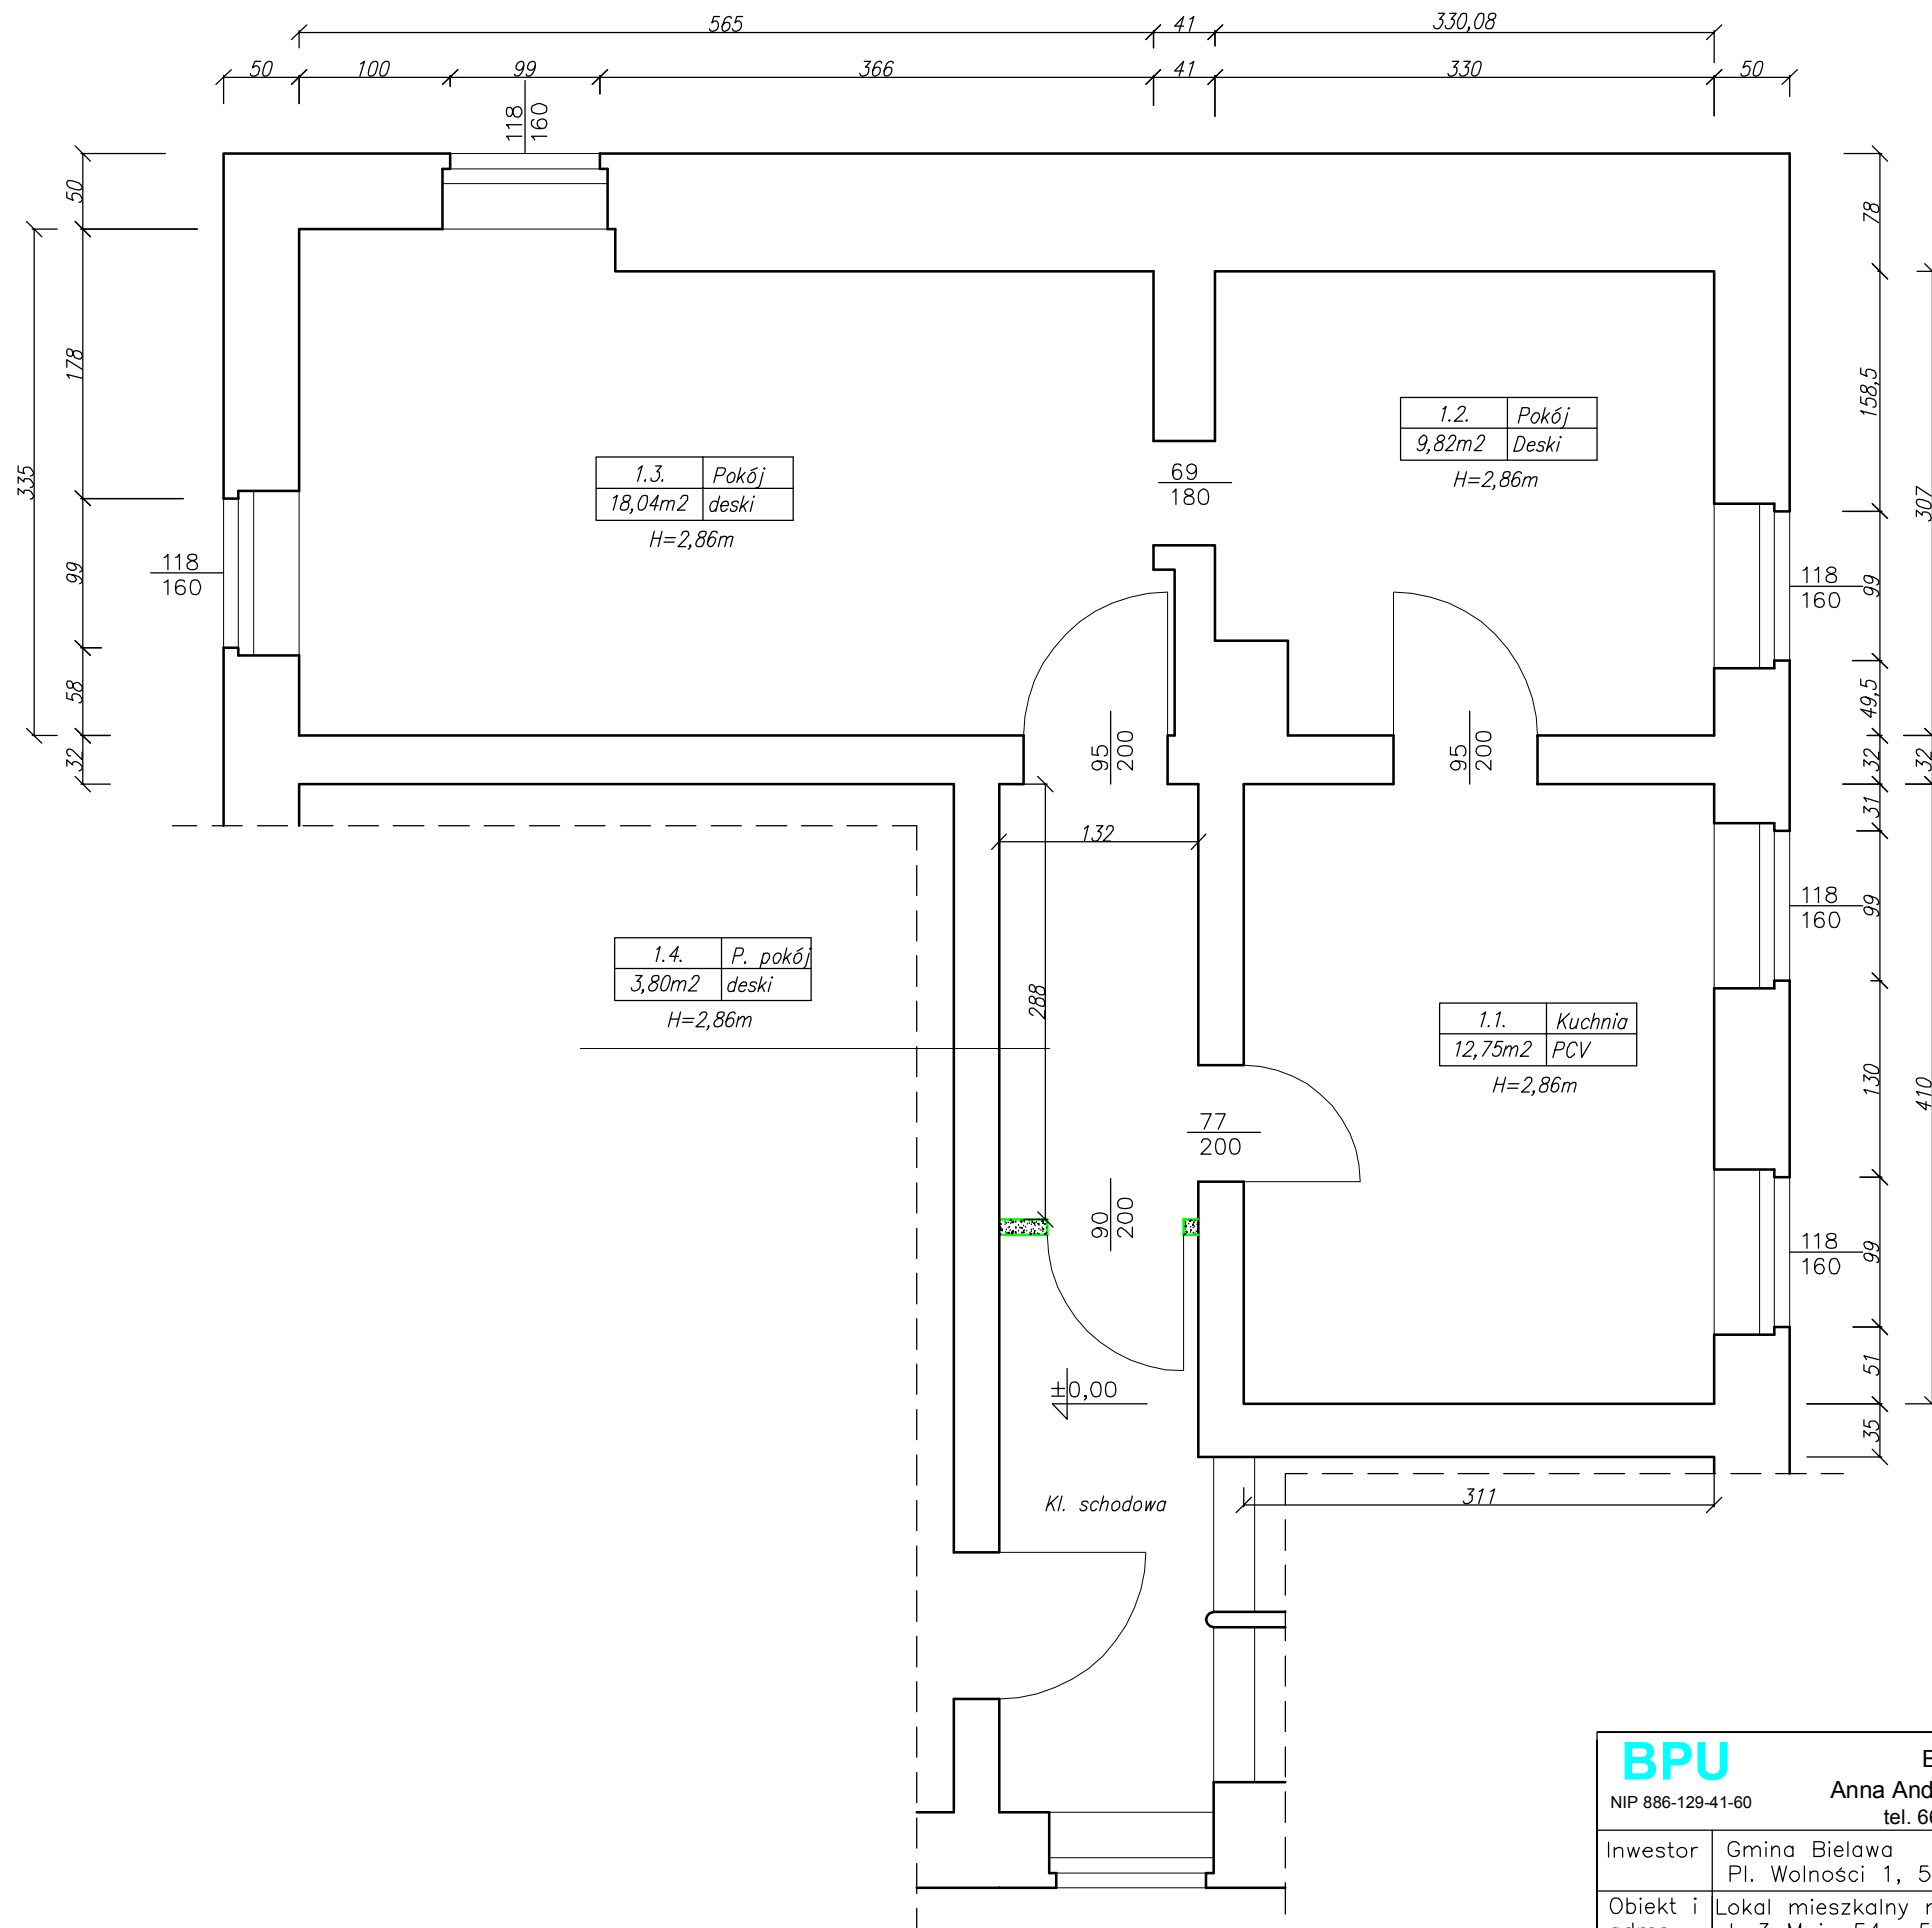 565
41
330,08
50
100
99
366
41
330
50
118
160
50
178
99
58
32
335
118
160
78
158,5
99
49,5
32
31
99
130
99
51
35
307
32
410
1.3.
Pokój
18,04m2
deski
H=2,86m
69
180
1.2.
Pokój
9,82m2
Deski
H=2,86m
118
160
95
200
95
200
132
288
118
160
1.4.
P. pokój
3,80m2
deski
H=2,86m
1.1.
Kuchnia
12,75m2
PCV
H=2,86m
77
200
90
200
118
160
±0,00
Kl. schodowa
311
BPU
NIP 886-129-41-60
Anna And
tel. 6
Inwestor
Gmina Bielawa
Pl. Wolności 1, 5
Obiekt i
Lokal mieszkalny